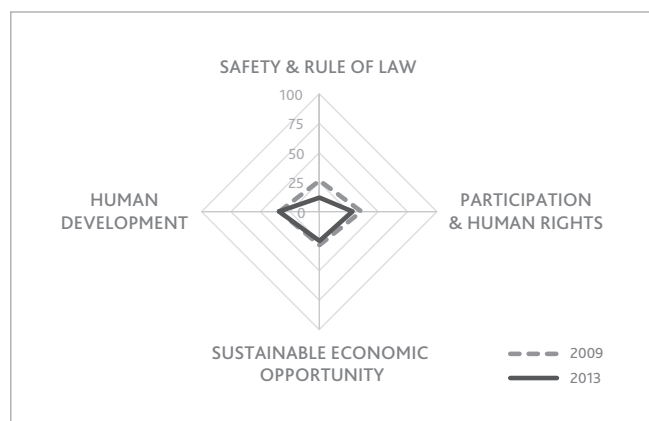 SAFETY & RULE OF LAW
100
75
50
25
0
HUMAN
DEVELOPMENT
PARTICIPATION
& HUMAN RIGHTS
SUSTAINABLE ECONOMIC
OPPORTUNITY
2009
2013